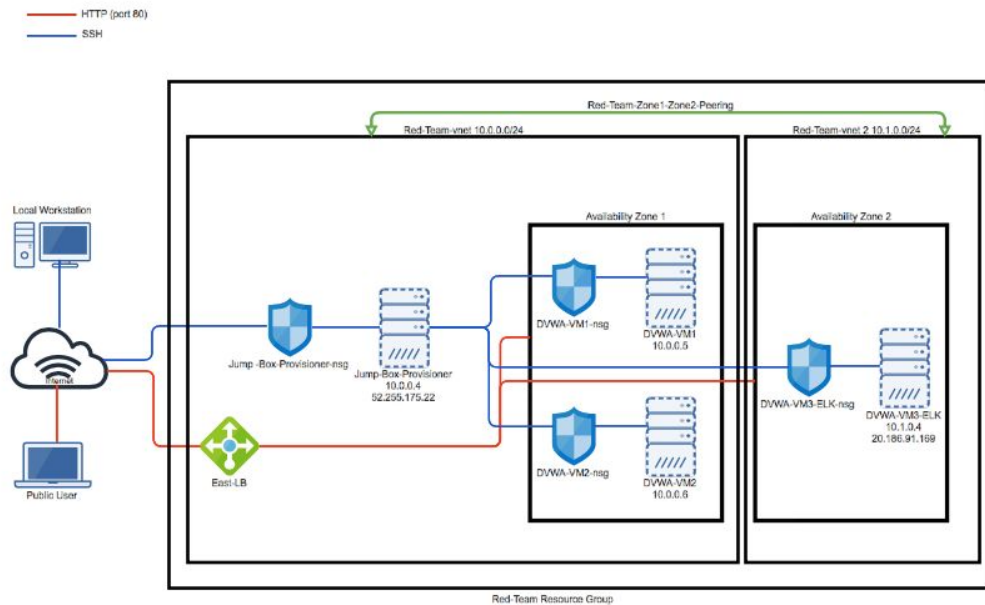 HTTP (port 80)
SSH
Red-Team-Zone1-Zone2-Peering
Red-Team-vnet 10.0.0.0/24
Red-Team-vnet 2 10.1.0.0/24
Local Workstation
Availability Zone 1
Availability Zone 2
DVWA-VM1-nsg
DVWA-VM1
10.0.0.5
Jump -Box-Provisioner-nsg
Jump-Box-Provisioner
10.0.0.4
52.255.175.22
Internet
DVWA-VM3-ELK-nsg
DVWA-VM3-ELK
10.1.0.4
20.186.91.169
East-LB
DVWA-VM2-nsg
DVWA-VM2
10.0.0.6
Public User
Red-Team Resource Group